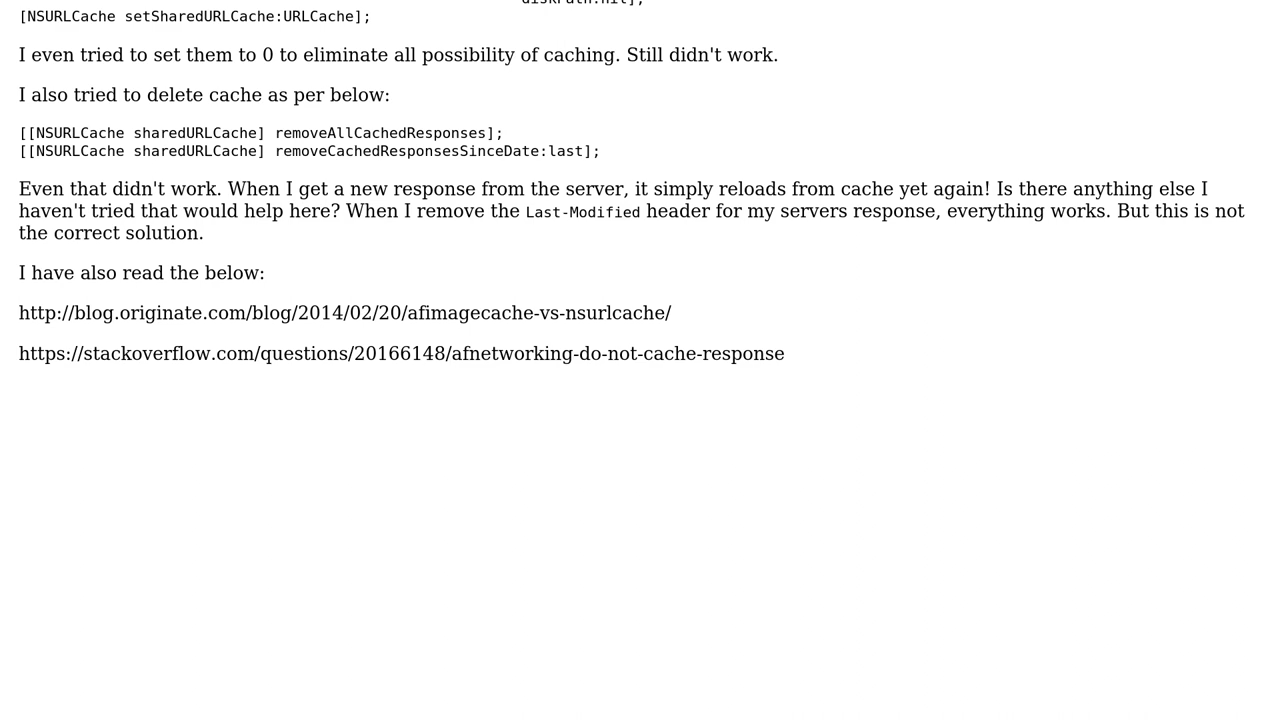 diskPath:nil];
[NSURLCache setSharedURLCache:URLCache];
I even tried to set them to 0 to eliminate all possibility of caching. Still didn't work.
I also tried to delete cache as per below:
[[NSURLCache sharedURLCache] removeAllCachedResponses];
[[NSURLCache sharedURLCache] removeCachedResponsesSinceDate:last];
Even that didn't work. When I get a new response from the server, it simply reloads from cache yet again! Is there anything else I
haven't tried that would help here? When I remove the Last-Modified header for my servers response, everything works. But this is not
the correct solution.
I have also read the below:
http://blog.originate.com/blog/2014/02/20/afimagecache-vs-nsurlcache/
https://stackoverflow.com/questions/20166148/afnetworking-do-not-cache-response